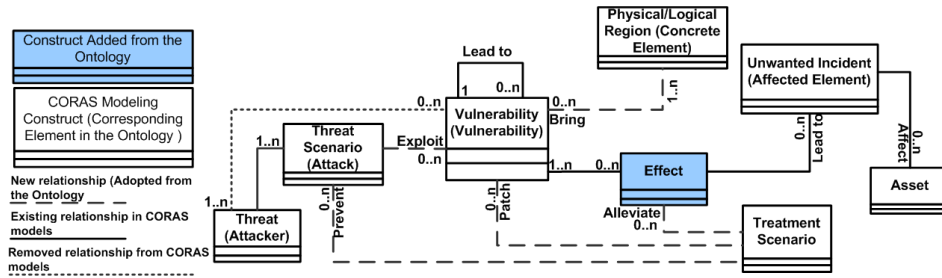 Construct Added from the
Ontology
CORAS Modeling
Construct (Corresponding
Element in the Ontology )
New relationship (Adopted from
the Ontology
Existing relationship in CORAS
models
Removed relationship from CORAS
models
Lead to
1
0..n
0..n
Vulnerability
(Vulnerability)
0..n
Bring
1..n
Physical/Logical
Region (Concrete
Element)
Unwanted Incident
(Affected Element)
0..n
Lead to
0..n
Affect
Asset
1..n
Threat
Scenario
(Attack)
Exploit
0..n
1..n
Threat
(Attacker)
0..n
Prevent
0..n
Patch
1..n
0..n
Effect
Alleviate
0..n
Treatment
Scenario